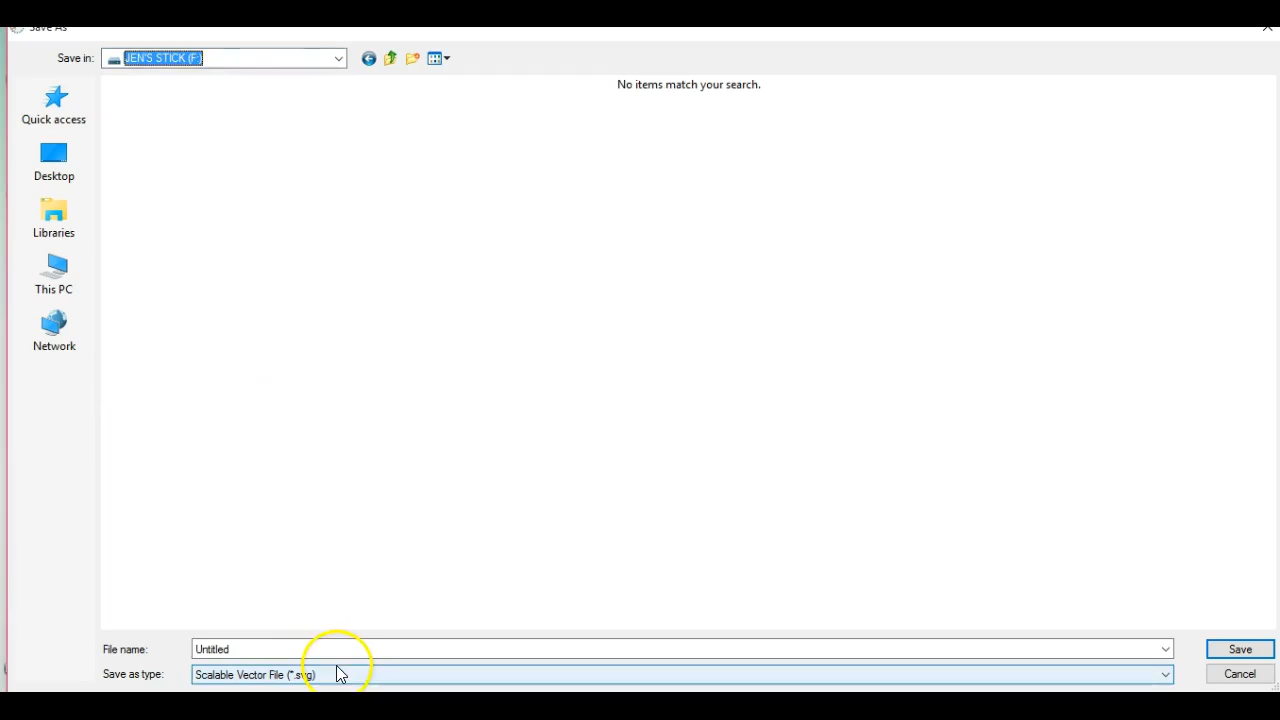 Save As
Save in: JEN'S STICK (F:)
No items match your search.
Quick access
Desktop
Libraries
This PC
Network
File name: Untitled Save
Save as type: Scalable Vector File (*.svg) Cancel